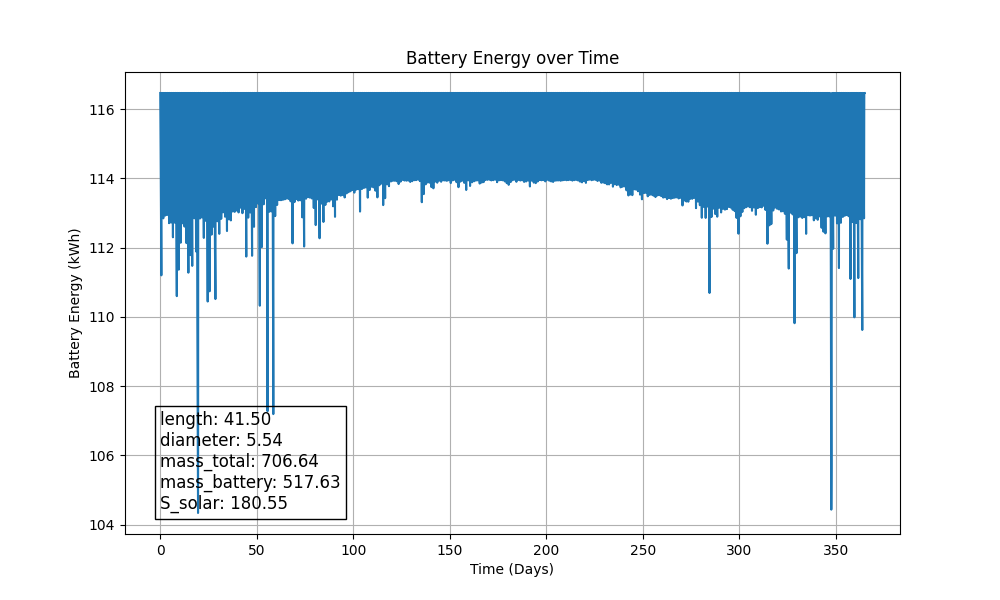 Battery Energy over Time
Battery Energy (kWh)
116
114
112
110
108
106
104
length: 41.50
diameter: 5.54
mass_total: 706.64
mass_battery: 517.63
S_solar: 180.55
0 50 100 150 200 250 300 350
Time (Days)